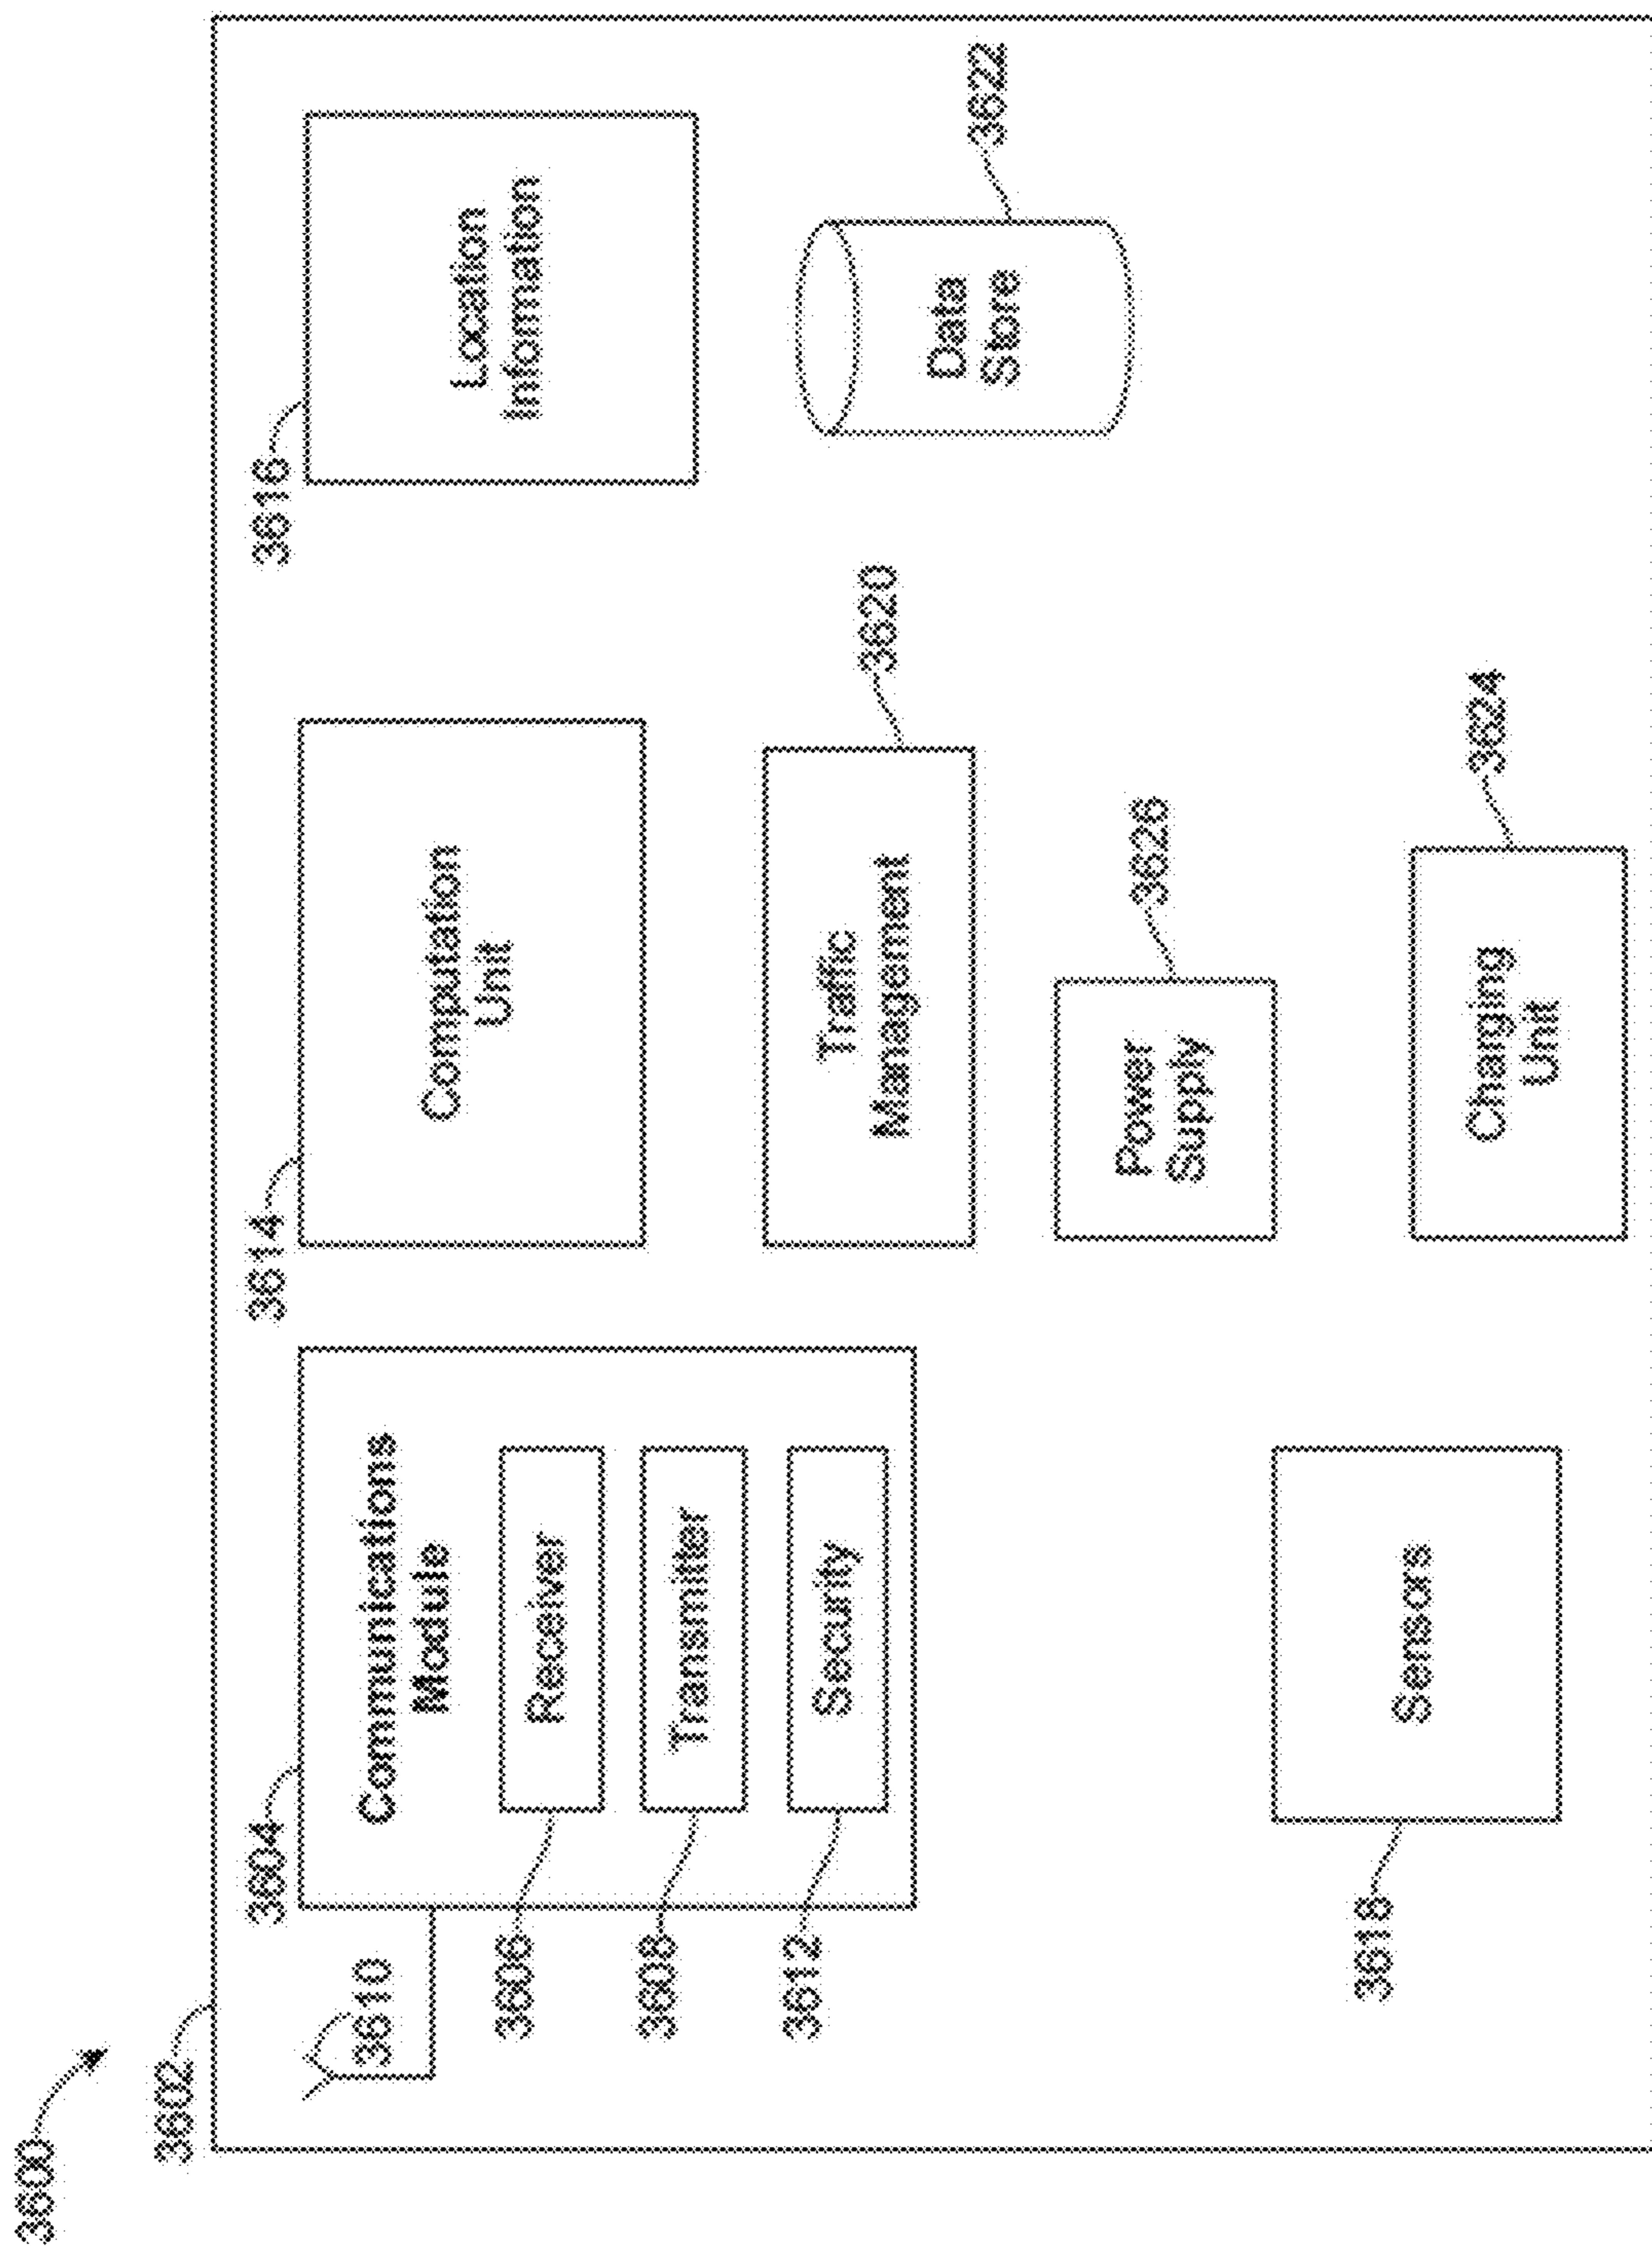 3600
3602
3610
3604
Communications
Module
3606
Receiver
3608
Transmitter
3612
Security
3614
Computation
Unit
3616
Location
Information
3620
Traffic
Management
3622
Data
Store
3626
Power
Supply
3618
Sensors
3624
Charging
Unit